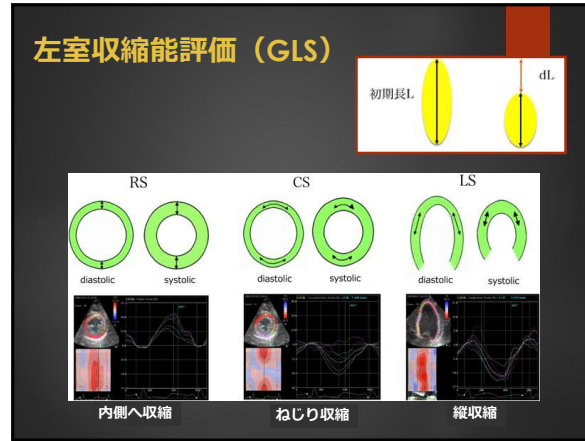 左室収縮能評価（GLS）
初期長L
dL
RS
CS
LS
diastolic
systolic
diastolic
systolic
diastolic
systolic
内側へ収縮
ねじり収縮
縦収縮